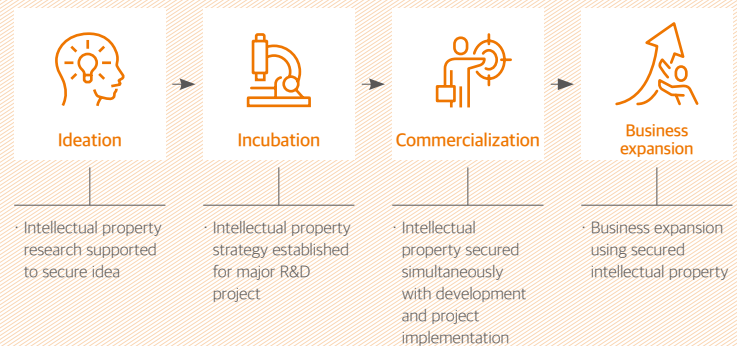 Ideation
Incubation
Commercialization
Business
expansion
· Intellectual property
research supported
to secure idea
· Intellectual property
strategy established
for major R&D
project
· Intellectual
property secured
simultaneously
with development
and project
implementation
· Business expansion
using secured
intellectual property